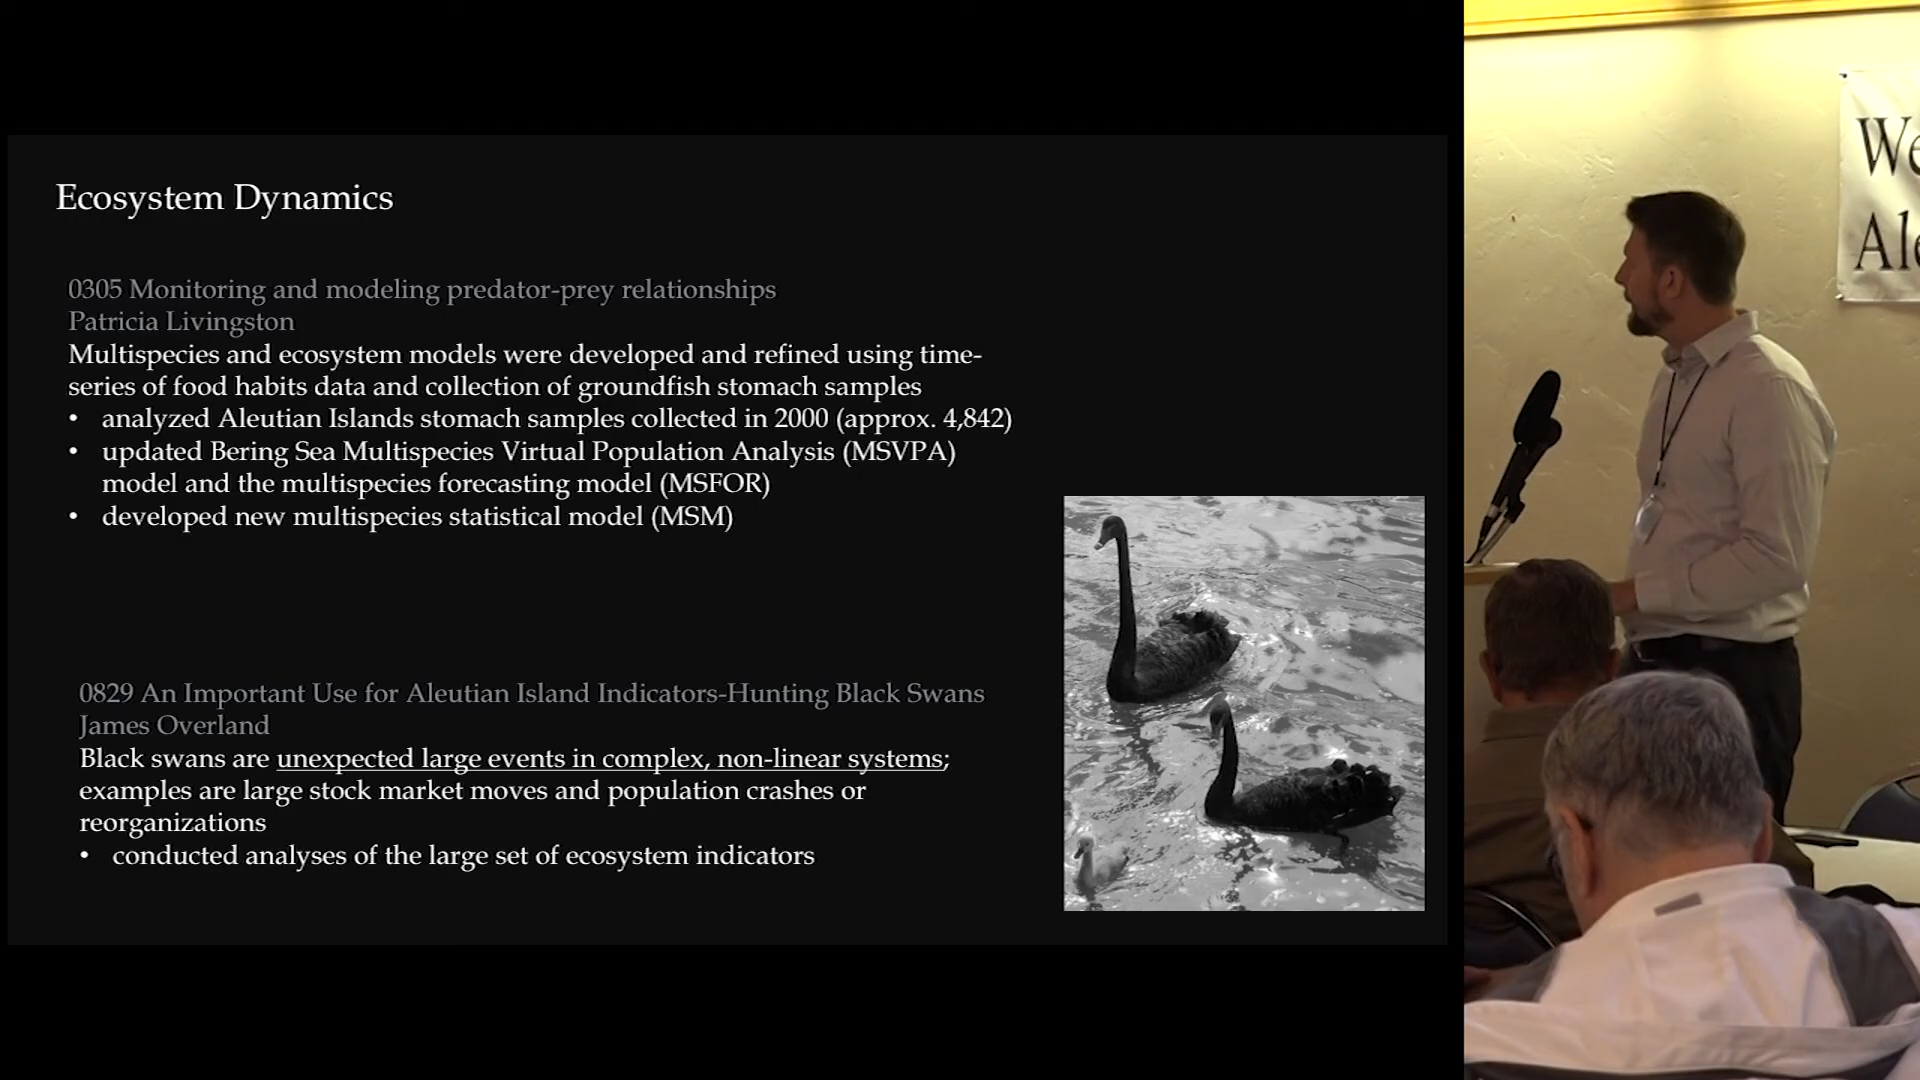 Ecosystem Dynamics
0305 Monitoring and modeling predator-prey relationships
Patricia Livingston
Multispecies and ecosystem models were developed and refined using time-
series of food habits data and collection of groundfish stomach samples
• analyzed Aleutian Islands stomach samples collected in 2000 (approx. 4,842)
• updated Bering Sea Multispecies Virtual Population Analysis (MSVPA)
model and the multispecies forecasting model (MSFOR)
• developed new multispecies statistical model (MSM)
0829 An Important Use for Aleutian Island Indicators-Hunting Black Swans
James Overland
Black swans are unexpected large events in complex, non-linear systems;
examples are large stock market moves and population crashes or
reorganizations
• conducted analyses of the large set of ecosystem indicators
We
Ale